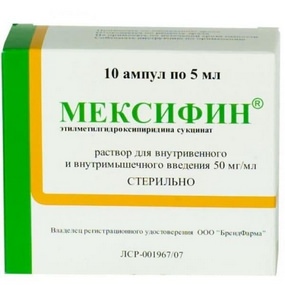 10 ампул по 5 мл
МЕКСИФИН®
этилметилгидроксипиридина сукцинат
раствор для внутривенного
и внутримышечного введения 50 мг/мл
СТЕРИЛЬНО
Владелец регистрационного удостоверения ООО "БрендФарма"
ЛСР-001967/07